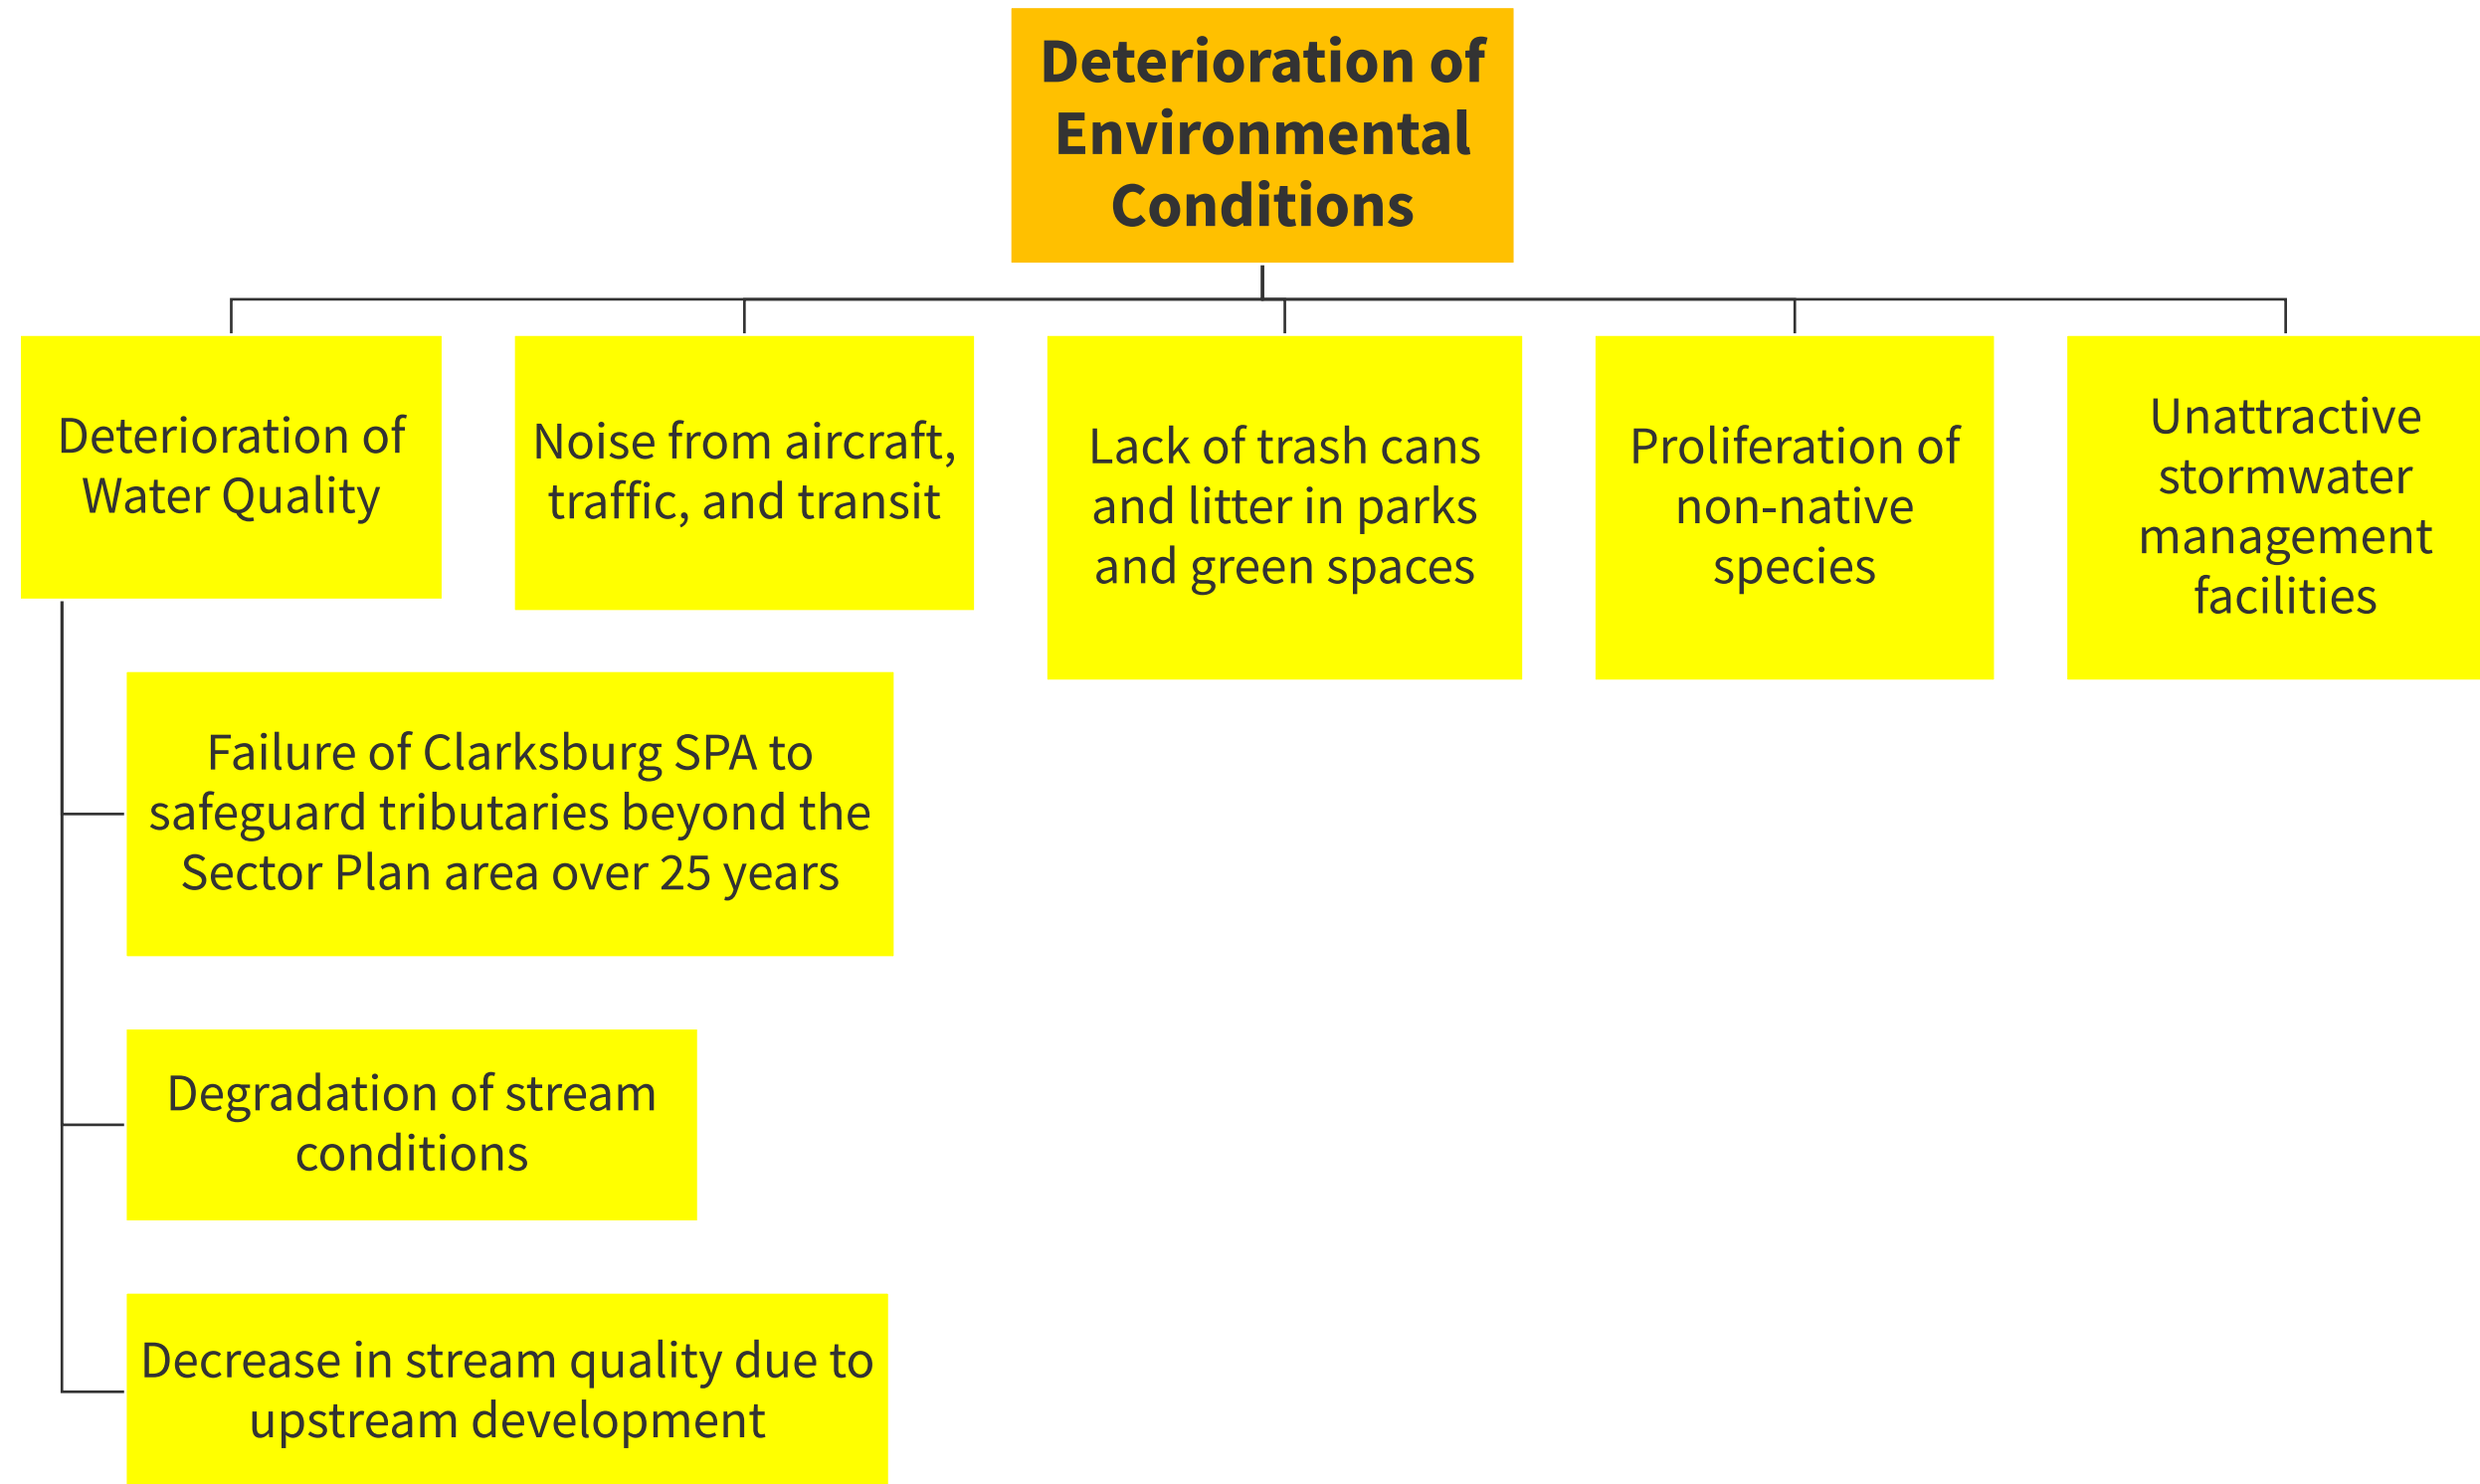 Deterioration of
Environmental
Conditions
Deterioration of
Water Quality
Noise from aircraft,
traffic, and transit
Lack of trash cans
and litter in parks
and green spaces
Proliferation of
non-native
species
Unattractive
stormwater
management
facilities
Failure of Clarksburg SPA to
safeguard tributaries beyond the
Sector Plan area over 25 years
Degradation of stream
conditions
Decrease in stream quality due to
upstream development